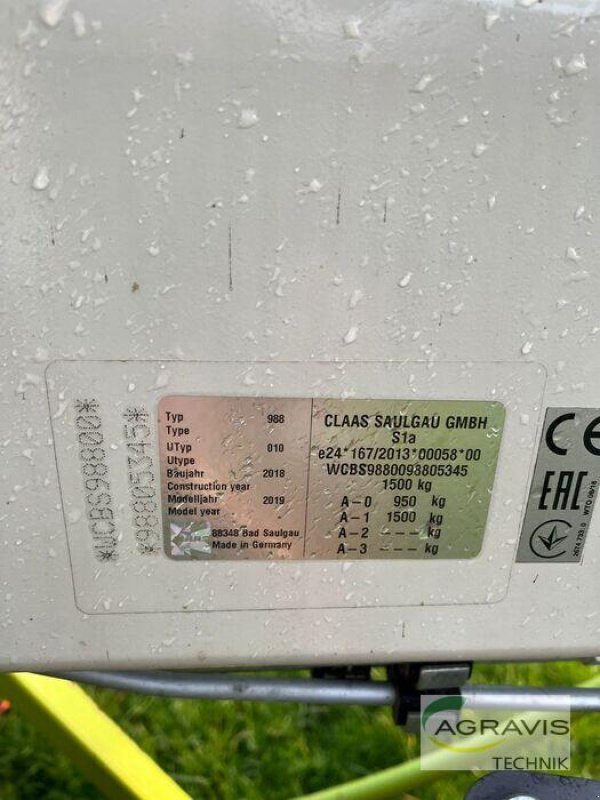 *WCBS98800*
*98805345*
Typ 988
Type
UTyp 010
Utype
Baujahr 2018
Construction year
Modelljahr 2019
Model year
88348 Bad Saulgau
Made in Germany
CLAAS SAULGAU GMBH
S1a
e24*167/2013*00058*00
WCBS9880098805345
1500 kg
A-0 950 kg
A-1 1500 kg
A-2 ---- kg
A-3 ---- kg
CE
EAC
AGRAVIS
TECHNIK